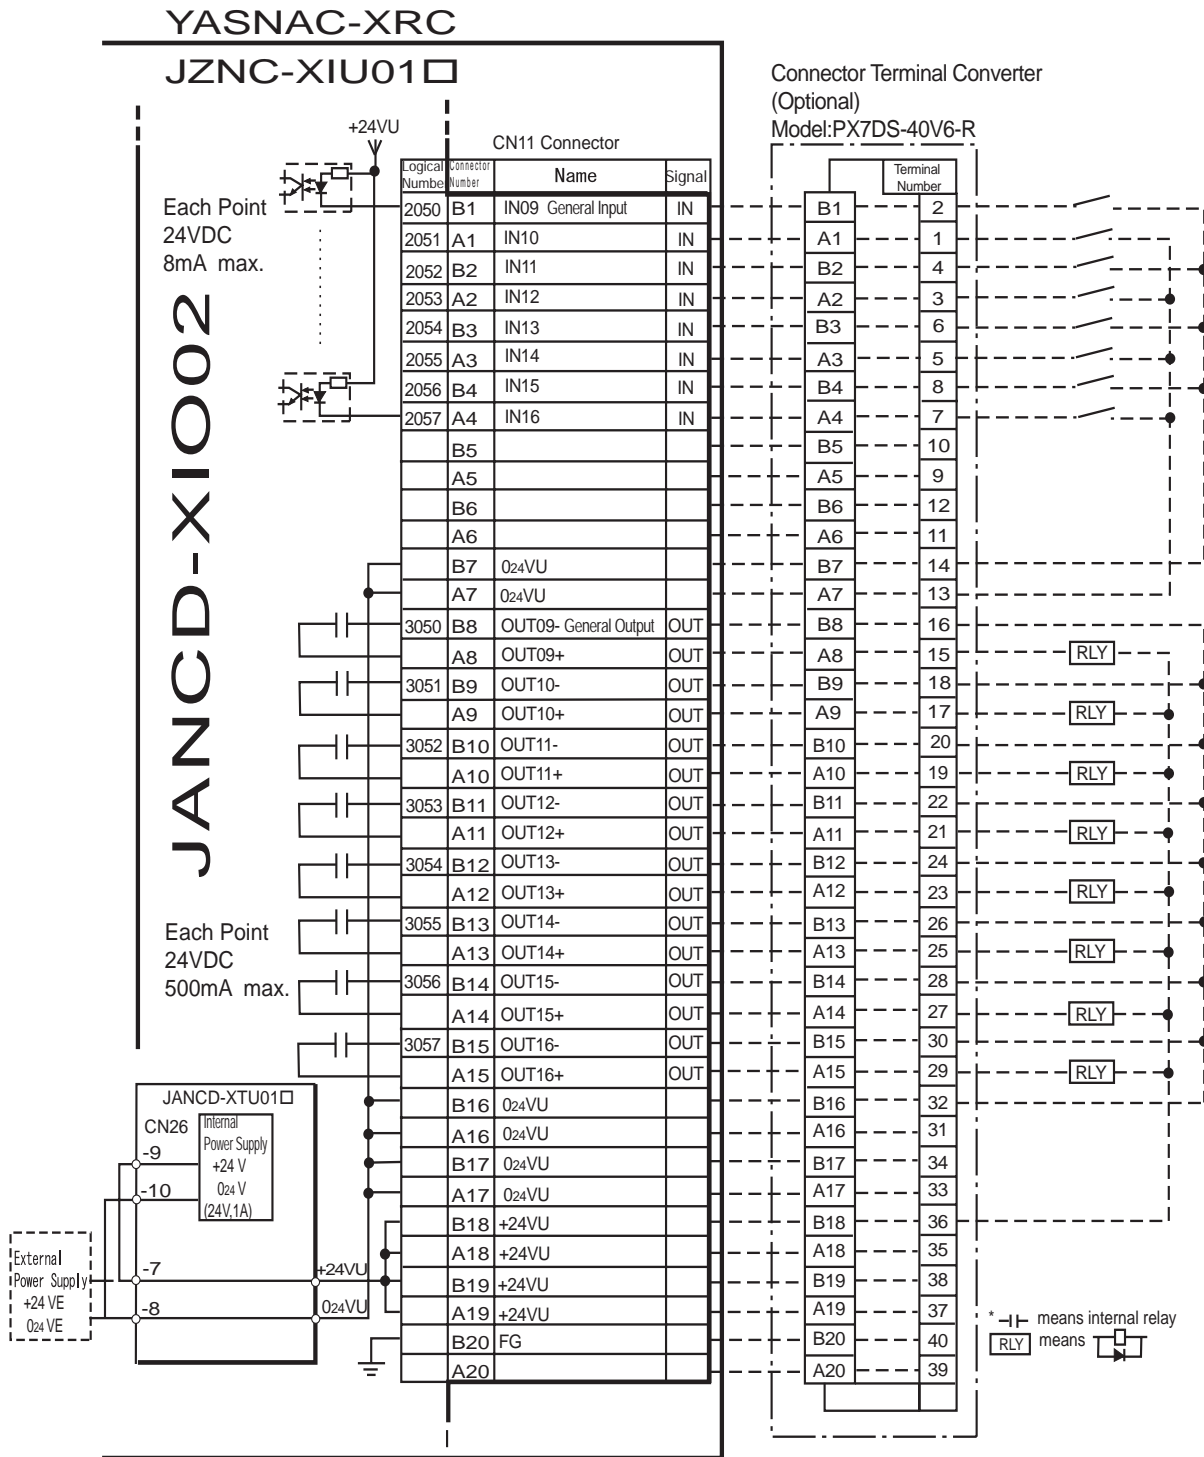 YASNAC-XRC
JZNC-XIU01□
Connector Terminal Converter
(Optional)
Model:PX7DS-40V6-R
+24VU
CN11 Connector
Logical Numbe Connector Number Name Signal
Terminal Number
Each Point
24VDC
8mA max.
JANCD-XIO02
2050 B1 IN09 General Input IN B1 2
2051 A1 IN10 IN A1 1
2052 B2 IN11 IN B2 4
2053 A2 IN12 IN A2 3
2054 B3 IN13 IN B3 6
2055 A3 IN14 IN A3 5
2056 B4 IN15 IN B4 8
2057 A4 IN16 IN A4 7
B5 B5 10
A5 A5 9
B6 B6 12
A6 A6 11
B7 024VU B7 14
A7 024VU A7 13
3050 B8 OUT09- General Output OUT B8 16
A8 OUT09+ OUT A8 15 RLY
3051 B9 OUT10- OUT B9 18
A9 OUT10+ OUT A9 17 RLY
3052 B10 OUT11- OUT B10 20
A10 OUT11+ OUT A10 19 RLY
3053 B11 OUT12- OUT B11 22
A11 OUT12+ OUT A11 21 RLY
3054 B12 OUT13- OUT B12 24
A12 OUT13+ OUT A12 23 RLY
3055 B13 OUT14- OUT B13 26
A13 OUT14+ OUT A13 25 RLY
3056 B14 OUT15- OUT B14 28
A14 OUT15+ OUT A14 27 RLY
3057 B15 OUT16- OUT B15 30
A15 OUT16+ OUT A15 29 RLY
B16 024VU B16 32
A16 024VU A16 31
B17 024VU B17 34
A17 024VU A17 33
B18 +24VU B18 36
A18 +24VU A18 35
B19 +24VU B19 38
A19 +24VU A19 37
B20 FG B20 40
A20 A20 39
Each Point
24VDC
500mA max.
JANCD-XTU01□
CN26
Internal
Power Supply
+24 V
024 V
(24V,1A)
-9
-10
-7
-8
+24VU
024VU
External
Power Supply
+24 VE
024 VE
* means internal relay
RLY means